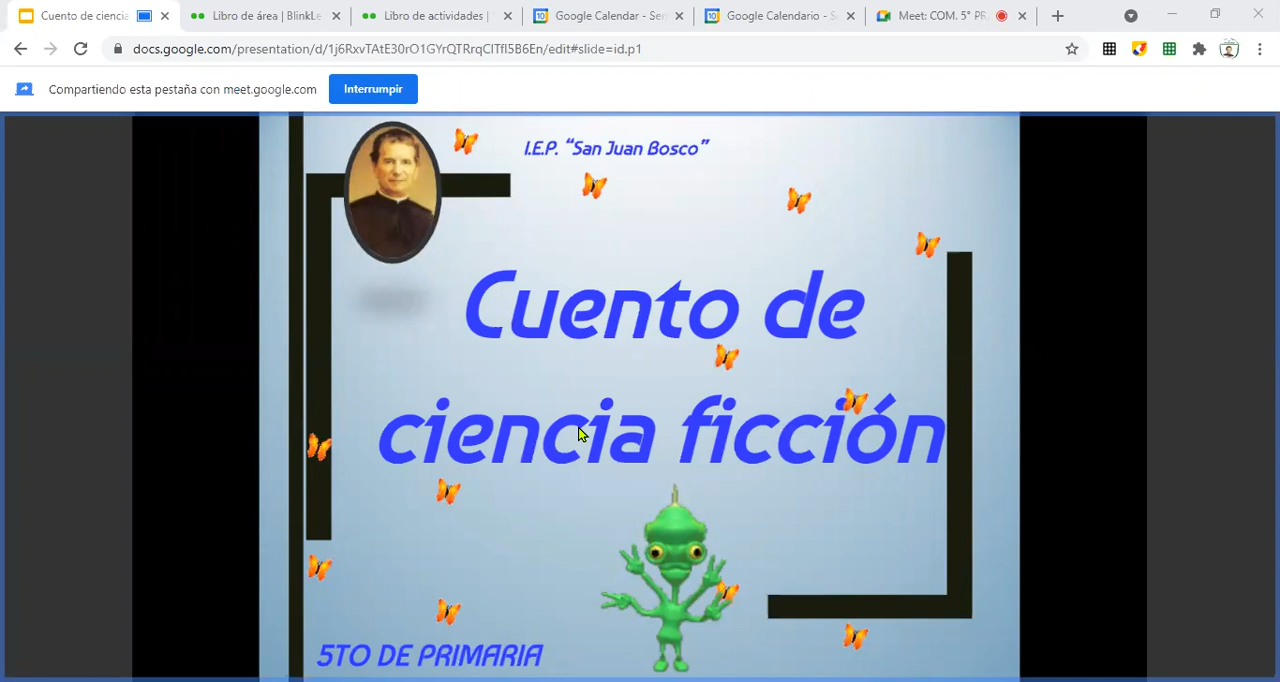 Cuento de ciencia
Libro de área | BlinkLe
Libro de actividades |
Google Calendar - Sem
Google Calendario - S
Meet: COM. 5° PR
docs.google.com/presentation/d/1j6RxvTAtE30rO1GYrQTRrqClTfl5B6En/edit#slide=id.p1
Compartiendo esta pestaña con meet.google.com
Interrumpir
I.E.P. “San Juan Bosco”
Cuento de
ciencia ficción
5TO DE PRIMARIA